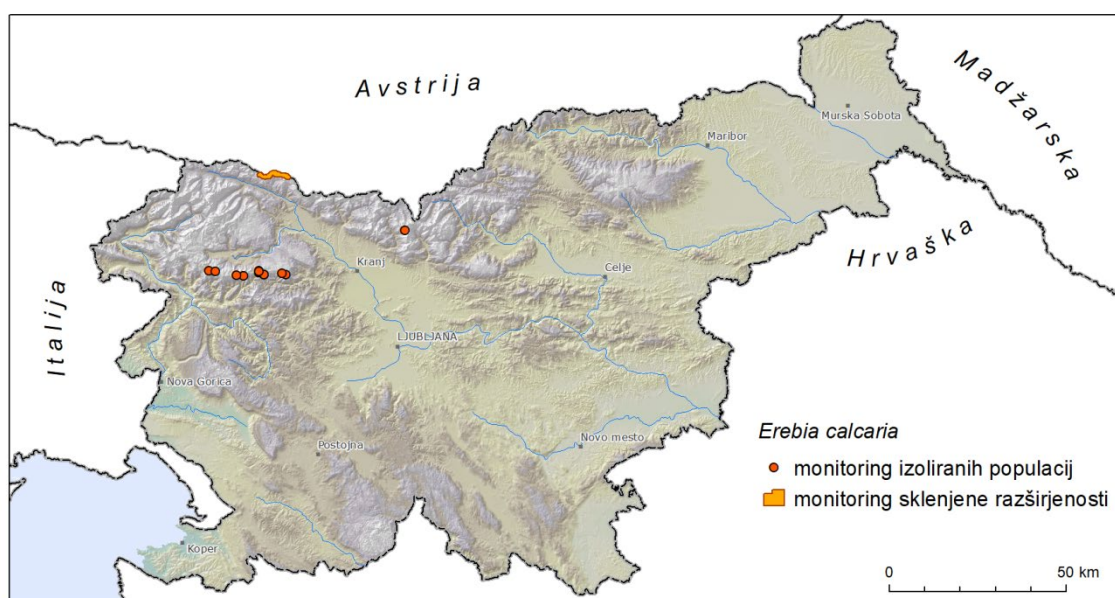 Avstrija
Madžarska
Murska Sobota
Maribor
Hrvaška
Kranj
Celje
Italija
LJUBLJANA
Nova Gorica
Postojna
Novo mesto
Koper
Erebia calcaria
monitoring izoliranih populacij
monitoring sklenjene razširjenosti
0 50 km